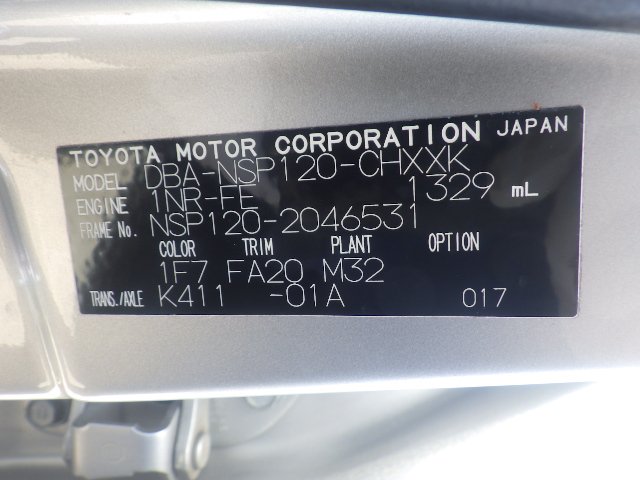 TOYOTA MOTOR CORPORATION JAPAN
MODEL DBA-NSP120-CHXXK
ENGINE 1NR-FE 1329 mL
FRAME No. NSP120-2046531
COLOR TRIM PLANT OPTION
1F7 FA20 M32
TRANS./AXLE K411 -01A 017